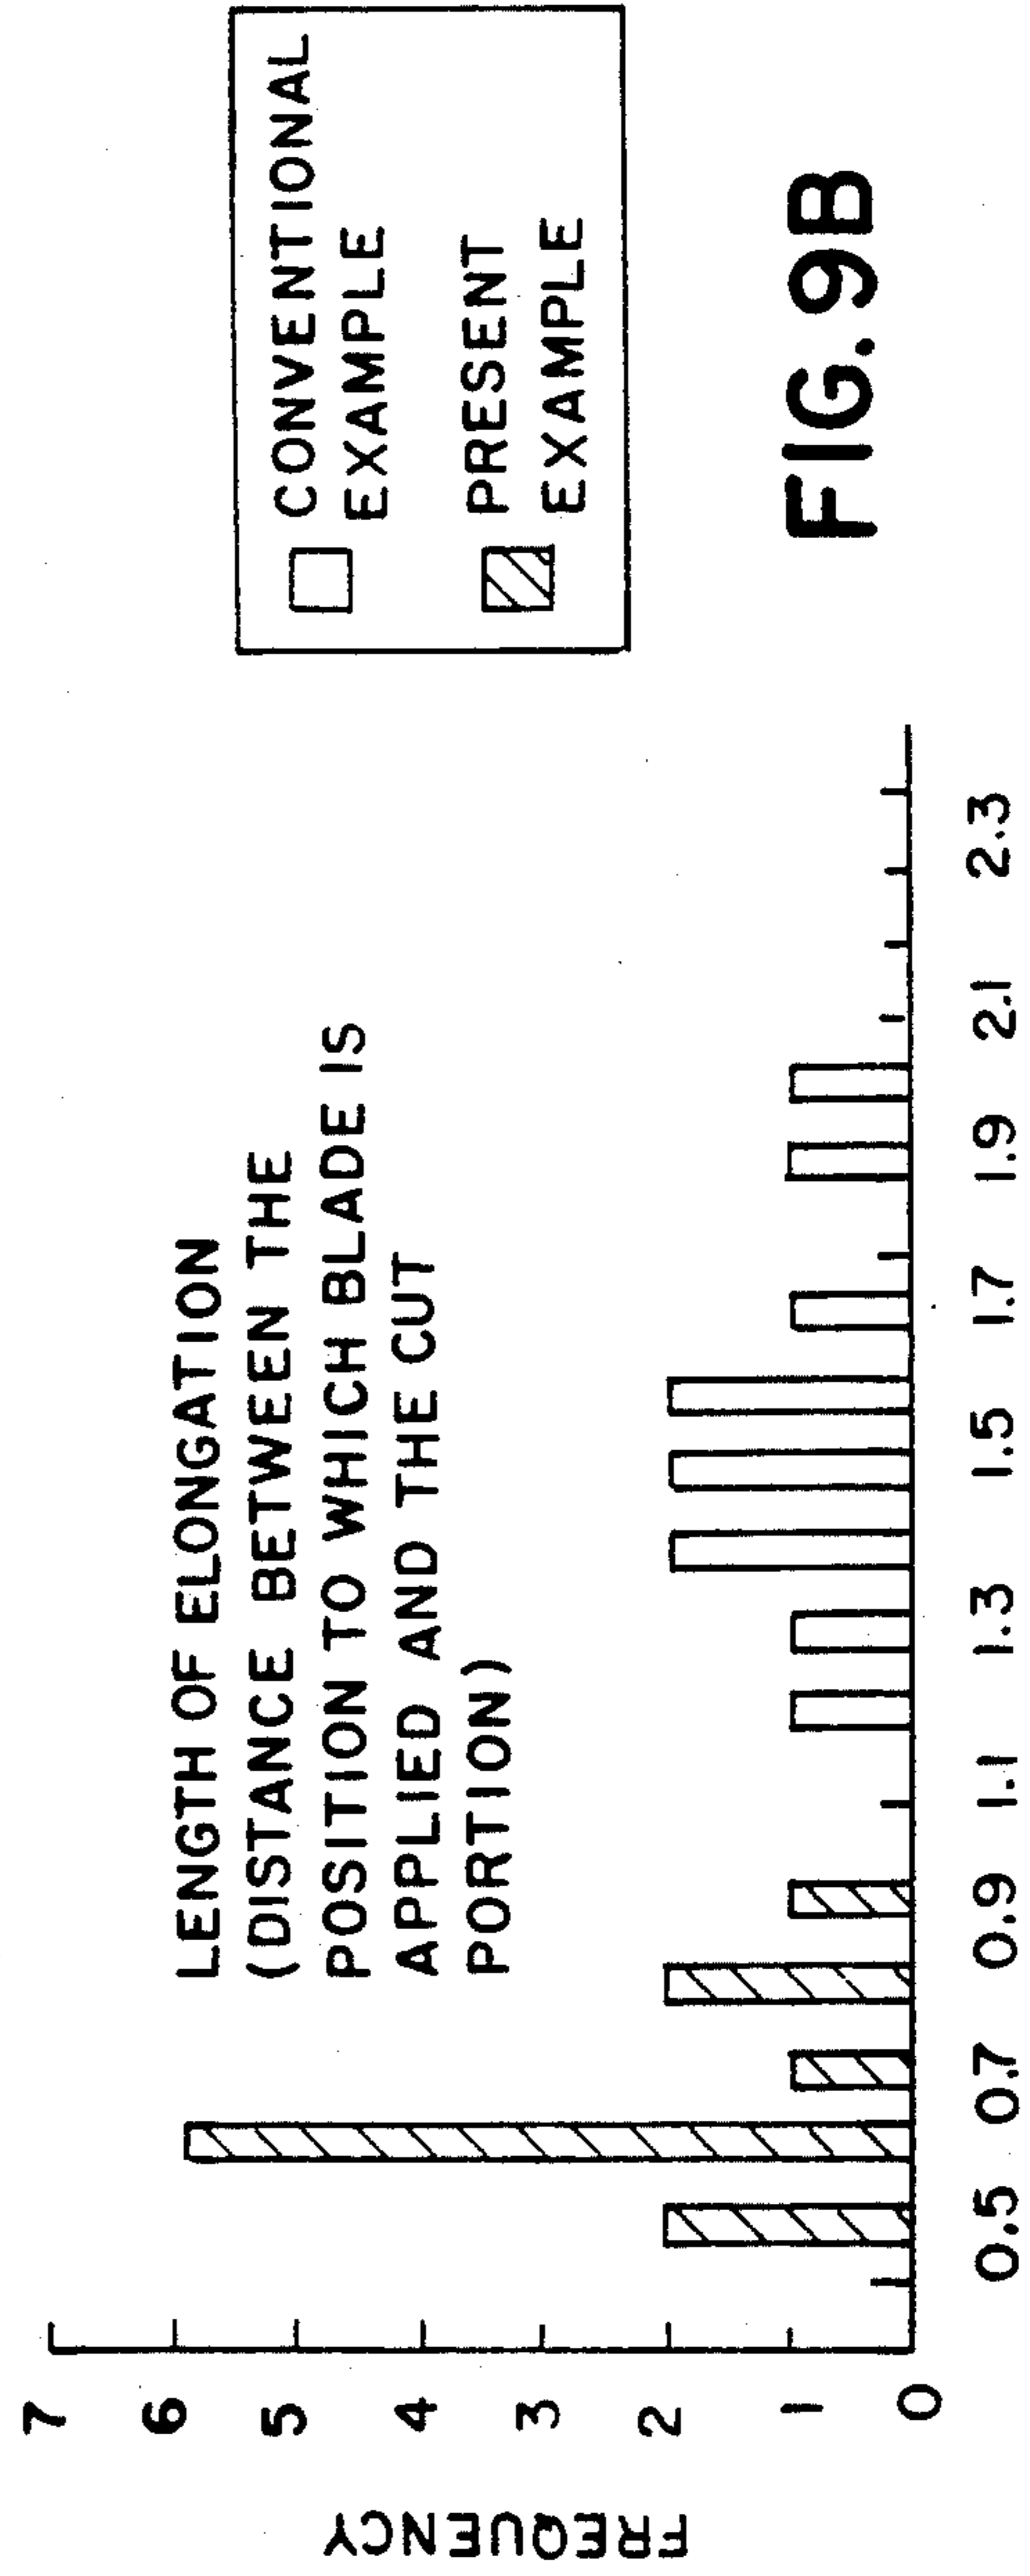 LENGTH OF ELONGATION
(DISTANCE BETWEEN THE
POSITION TO WHICH BLADE IS
APPLIED AND THE CUT
PORTION)
CONVENTIONAL
EXAMPLE
PRESENT
EXAMPLE
FREQUENCY
7
6
5
4
3
2
1
0
0.5 0.7 0.9 1.1 1.3 1.5 1.7 1.9 2.1 2.3
FIG. 9B